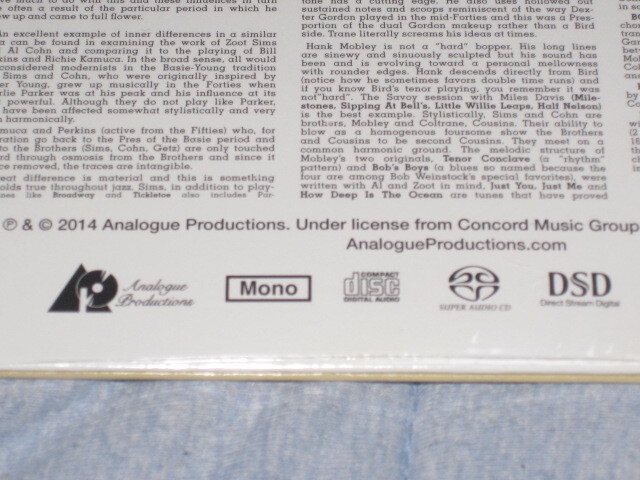 much to do with this and these influences in turn
e often a result of the particular period in which he
ew up and came to full flower.
n excellent example of inner differences in a similar
a can be found in examining the work of Zoot Sims
Al Cohn and comparing it to the playing of Bill
kins and Richie Kamuca. In the broad sense, all would
considered modernists in the Basie-Young tradition
Sims and Cohn, who were originally inspired by
er Young, grew up musically in the Forties when
rlie Parker was at his peak and his influence at its
powerful. Although they do not play like Parker,
have been affected somewhat stylistically and very
h harmonically.
muca and Perkins (active from the Fifties) who, for
ration go back to the Pres of the Basie period and
to the Brothers (Sims, Cohn, Getz) are only touched
rd through osmosis from the Brothers and since it
ce removed, the traces are intangible.
reat difference is material and this is something
olds true throughout jazz. Sims, in addition to play-
nes like Broadway and Tickletoe also includes Par-
tone has a cutting edge. He also uses hollowed out
sustained notes and scoops reminiscent of the way Dex-
ter Gordon played in the mid-Forties and this was a Pres-
portion of the dual Gordon makeup rather than a Bird
side. Trane literally screams his ideas at times.
Hank Mobley is not a "hard" bopper. His long lines
are sinewy and sinuously sculpted but his sound has
been and is evolving toward a personal mellowness
with rounder edges. Hank descends directly from Bird
(notice how he sometimes favors double time runs) and
if you know Bird's tenor playing, you remember it was
not "hard". The Savoy session with Miles Davis (Mile-
stones, Sipping At Bell's, Little Willie Leaps, Half Nelson)
is the best example. Stylistically, Sims and Cohn are
brothers, Mobley and Coltrane, Cousins. Their ability to
blow as a homogenous foursome show the Brothers
and Cousins to be second Cousins. They meet on a
common harmonic ground. The melodic structure of
Mobley's two originals, Tenor Conclave (a "rhythm"
pattern) and Bob's Boys (a blues so named because the
four are among Bob Weinstock's special favorites), were
written with Al and Zoot in mind. Just You, Just Me and
How Deep Is The Ocean are tunes that have proved
℗ & © 2014 Analogue Productions. Under license from Concord Music Group
AnalogueProductions.com
Analogue
Productions
Mono
COMPACT
disc
DIGITAL AUDIO
SUPER AUDIO CD
DSD
Direct Stream Digital